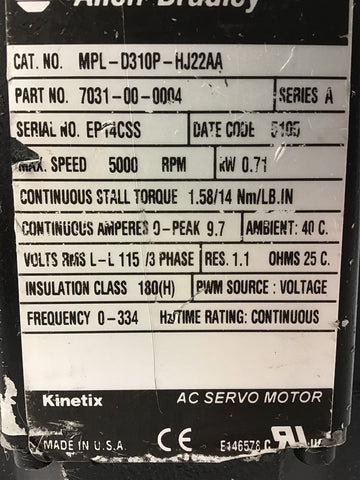 Allen-Bradley
CAT. NO. MPL-D310P-HJ22AA
PART NO. 7031-00-0004 SERIES A
SERIAL NO. EP14CSS DATE CODE 5105
MAX. SPEED 5000 RPM kW 0.71
CONTINUOUS STALL TORQUE 1.58/14 Nm/LB.IN
CONTINUOUS AMPERES 0-PEAK 9.7 AMBIENT: 40 C.
VOLTS RMS L-L 115 /3 PHASE RES. 1.1 OHMS 25 C.
INSULATION CLASS 180(H) PWM SOURCE : VOLTAGE
FREQUENCY 0-334 Hz/TIME RATING: CONTINUOUS
Kinetix AC SERVO MOTOR
MADE IN U.S.A. CE E146578 C